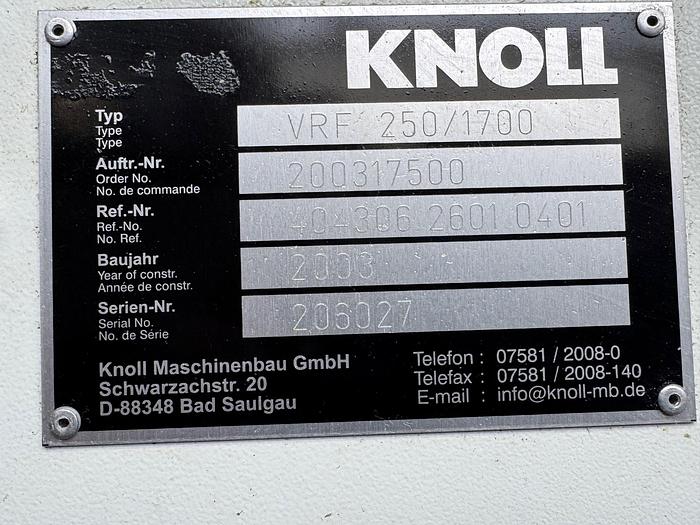 KNOLL
Typ VRF 250/1700
Type
Type
Auftr.-Nr. 200317500
Order No.
No. de commande
Ref.-Nr. 404306 2601 0401
Ref.-No.
No. Ref.
Baujahr 2003
Year of constr.
Année de constr.
Serien-Nr. 206027
Serial No.
No. de Série
Knoll Maschinenbau GmbH
Schwarzachstr. 20
D-88348 Bad Saulgau
Telefon : 07581 / 2008-0
Telefax : 07581 / 2008-140
E-mail : info@knoll-mb.de